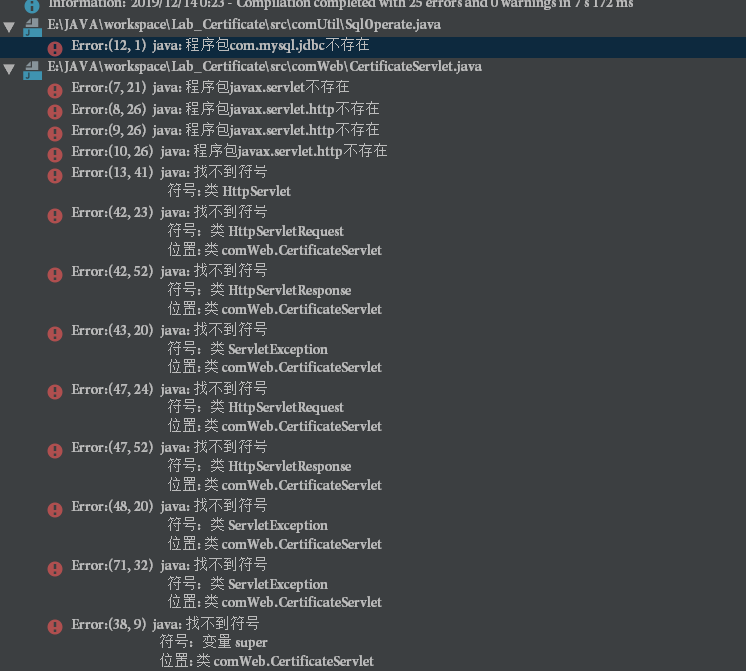 Information: 2019/12/14 0:23 - Compilation completed with 25 errors and 0 warnings in 7 s 172 ms
E:\JAVA\workspace\Lab_Certificate\src\comUtil\SqlOperate.java
Error:(12, 1) java: 程序包com.mysql.jdbc不存在
E:\JAVA\workspace\Lab_Certificate\src\comWeb\CertificateServlet.java
Error:(7, 21) java: 程序包javax.servlet不存在
Error:(8, 26) java: 程序包javax.servlet.http不存在
Error:(9, 26) java: 程序包javax.servlet.http不存在
Error:(10, 26) java: 程序包javax.servlet.http不存在
Error:(13, 41) java: 找不到符号
符号: 类 HttpServlet
Error:(42, 23) java: 找不到符号
符号: 类 HttpServletRequest
位置: 类 comWeb.CertificateServlet
Error:(42, 52) java: 找不到符号
符号: 类 HttpServletResponse
位置: 类 comWeb.CertificateServlet
Error:(43, 20) java: 找不到符号
符号: 类 ServletException
位置: 类 comWeb.CertificateServlet
Error:(47, 24) java: 找不到符号
符号: 类 HttpServletRequest
位置: 类 comWeb.CertificateServlet
Error:(47, 52) java: 找不到符号
符号: 类 HttpServletResponse
位置: 类 comWeb.CertificateServlet
Error:(48, 20) java: 找不到符号
符号: 类 ServletException
位置: 类 comWeb.CertificateServlet
Error:(71, 32) java: 找不到符号
符号: 类 ServletException
位置: 类 comWeb.CertificateServlet
Error:(38, 9) java: 找不到符号
符号: 变量 super
位置: 类 comWeb.CertificateServlet